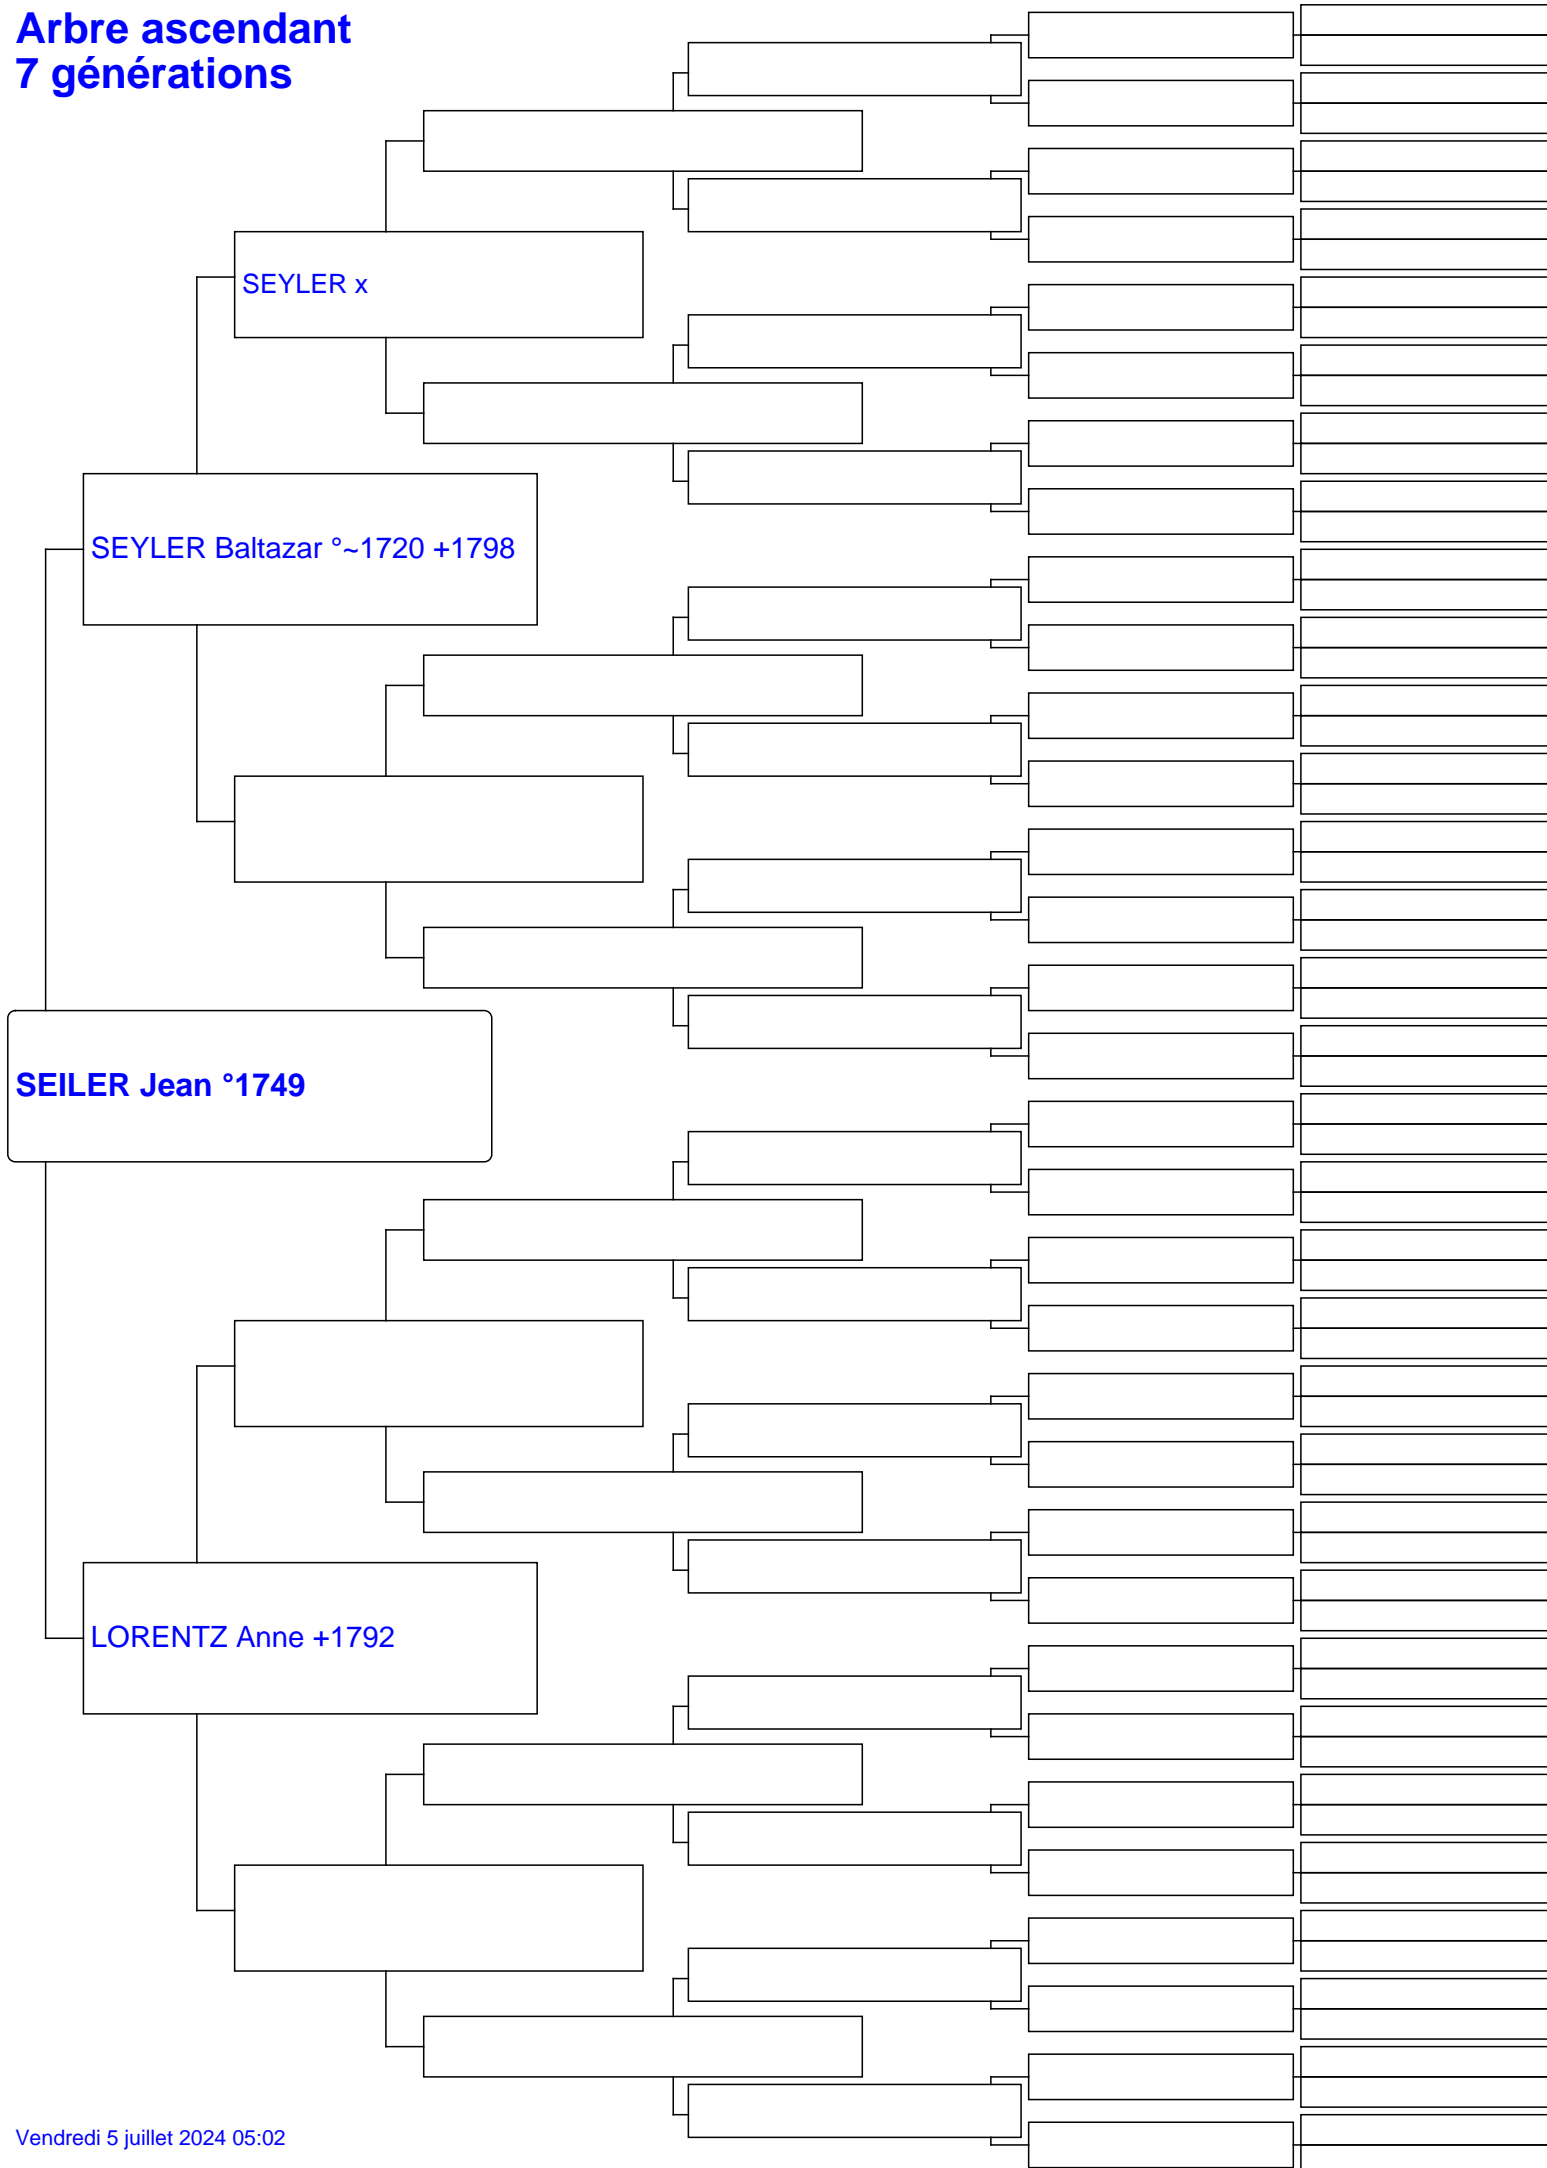 Arbre ascendant
7 générations
SEYLER x
SEYLER Baltazar °~1720 +1798
SEILER Jean °1749
LORENTZ Anne +1792
Vendredi 5 juillet 2024 05:02